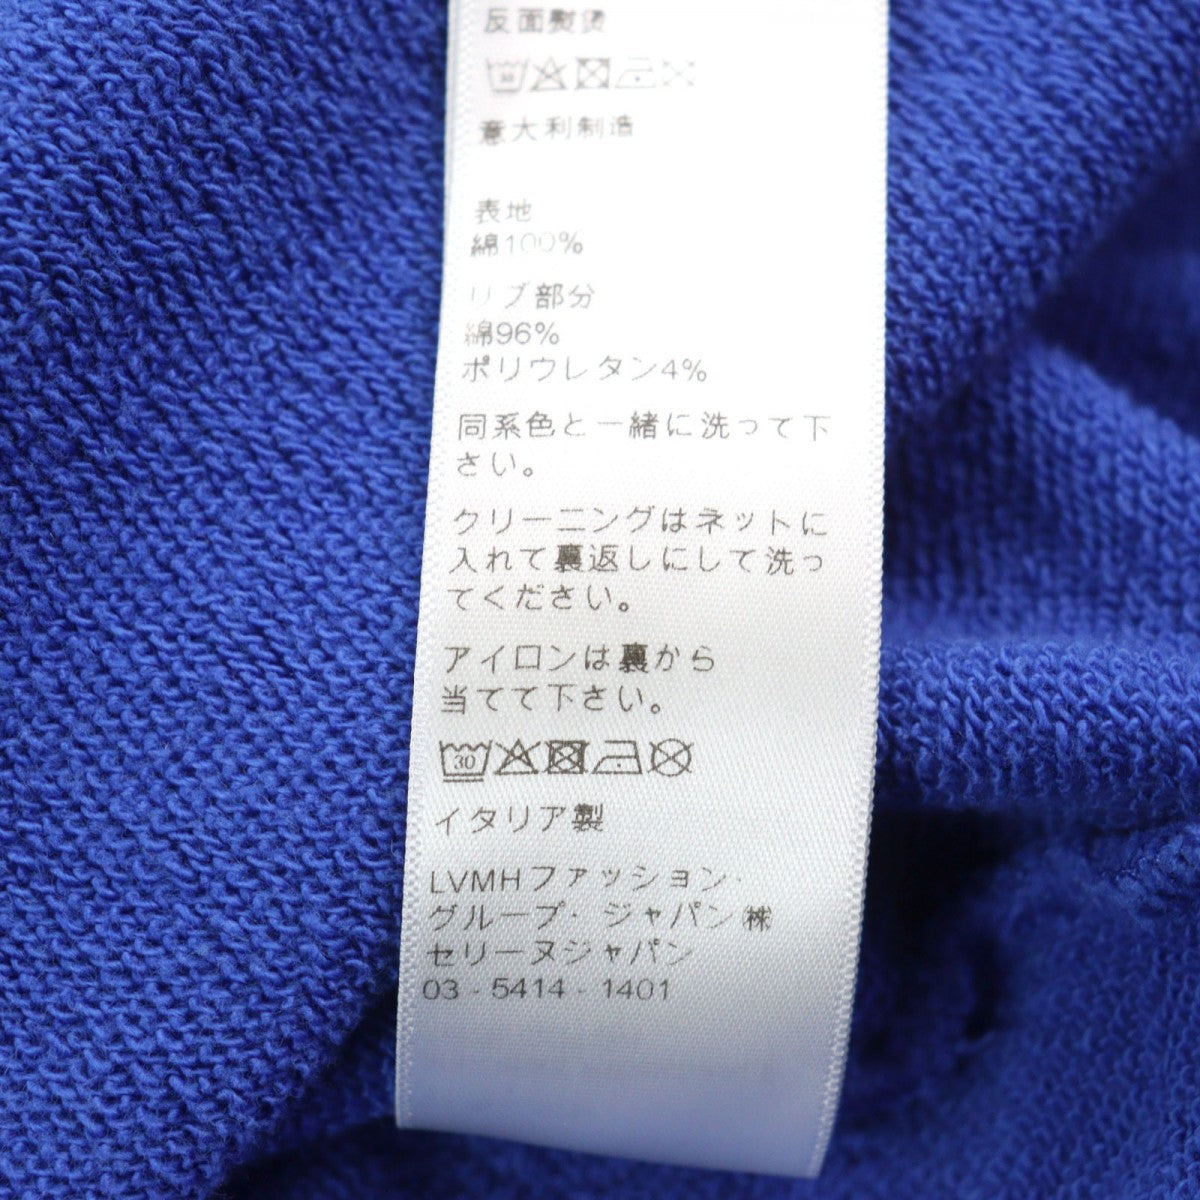 反面熨烫
意大利制造
表地
綿100%
リブ部分
綿96%
ポリウレタン4%
同系色と一緒に洗って下
さい。
クリーニングはネットに
入れて裏返しにして洗っ
てください。
アイロンは裏から
当てて下さい。
30
イタリア製
LVMHファッション・
グループ・ジャパン㈱
セリーヌジャパン
03 - 5414 - 1401